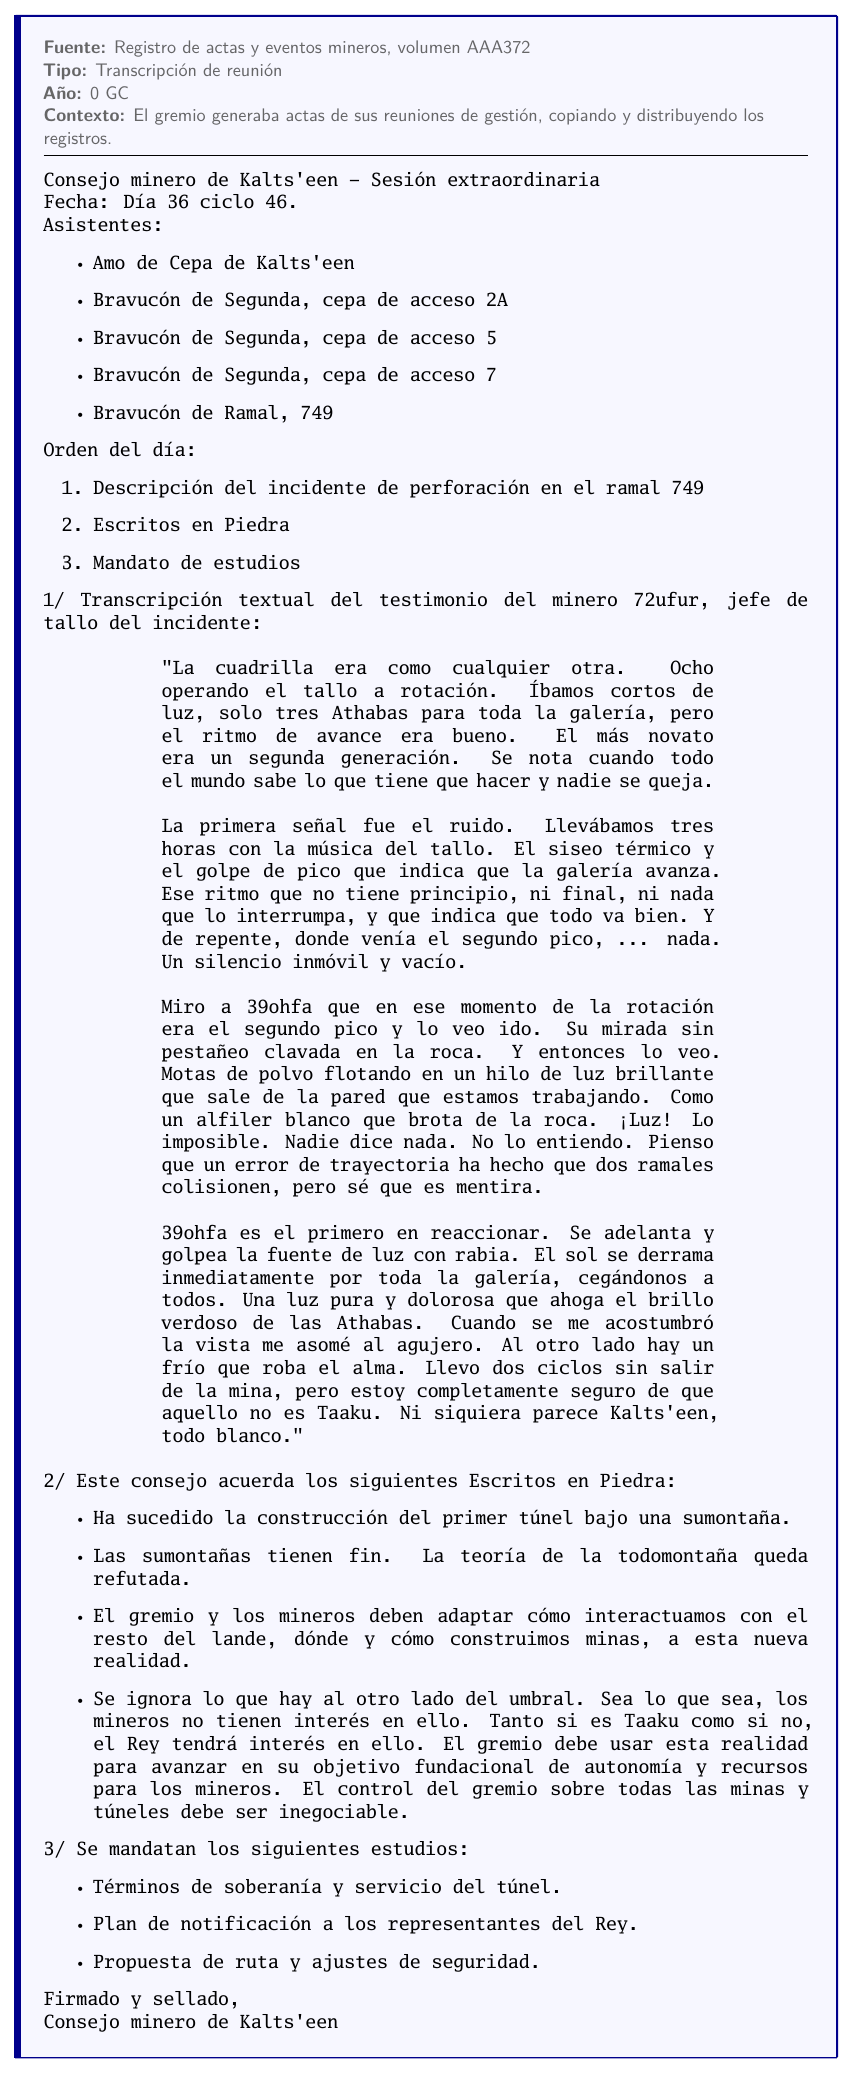 Fuente: Registro de actas y eventos mineros, volumen AAA372
Tipo: Transcripción de reunión
Año: 0 GC
Contexto: El gremio generaba actas de sus reuniones de gestión, copiando y distribuyendo los
registros.
Consejo minero de Kalts'een – Sesión extraordinaria
Fecha: Día 36 ciclo 46.
Asistentes:
• Amo de Cepa de Kalts'een
• Bravucón de Segunda, cepa de acceso 2A
• Bravucón de Segunda, cepa de acceso 5
• Bravucón de Segunda, cepa de acceso 7
• Bravucón de Ramal, 749
Orden del día:
1. Descripción del incidente de perforación en el ramal 749
2. Escritos en Piedra
3. Mandato de estudios
1/ Transcripción textual del testimonio del minero 72ufur, jefe de
tallo del incidente:
"La cuadrilla era como cualquier otra. Ocho
operando el tallo a rotación. Íbamos cortos de
luz, solo tres Athabas para toda la galería, pero
el ritmo de avance era bueno. El más novato
era un segunda generación. Se nota cuando todo
el mundo sabe lo que tiene que hacer y nadie se queja.
La primera señal fue el ruido. Llevábamos tres
horas con la música del tallo. El siseo térmico y
el golpe de pico que indica que la galería avanza.
Ese ritmo que no tiene principio, ni final, ni nada
que lo interrumpa, y que indica que todo va bien. Y
de repente, donde venía el segundo pico, ... nada.
Un silencio inmóvil y vacío.
Miro a 39ohfa que en ese momento de la rotación
era el segundo pico y lo veo ido. Su mirada sin
pestañeo clavada en la roca. Y entonces lo veo.
Motas de polvo flotando en un hilo de luz brillante
que sale de la pared que estamos trabajando. Como
un alfiler blanco que brota de la roca. ¡Luz! Lo
imposible. Nadie dice nada. No lo entiendo. Pienso
que un error de trayectoria ha hecho que dos ramales
colisionen, pero sé que es mentira.
39ohfa es el primero en reaccionar. Se adelanta y
golpea la fuente de luz con rabia. El sol se derrama
inmediatamente por toda la galería, cegándonos a
todos. Una luz pura y dolorosa que ahoga el brillo
verdoso de las Athabas. Cuando se me acostumbró
la vista me asomé al agujero. Al otro lado hay un
frío que roba el alma. Llevo dos ciclos sin salir
de la mina, pero estoy completamente seguro de que
aquello no es Taaku. Ni siquiera parece Kalts'een,
todo blanco."
2/ Este consejo acuerda los siguientes Escritos en Piedra:
• Ha sucedido la construcción del primer túnel bajo una sumontaña.
• Las sumontañas tienen fin. La teoría de la todomontaña queda
refutada.
• El gremio y los mineros deben adaptar cómo interactuamos con el
resto del lande, dónde y cómo construimos minas, a esta nueva
realidad.
• Se ignora lo que hay al otro lado del umbral. Sea lo que sea, los
mineros no tienen interés en ello. Tanto si es Taaku como si no,
el Rey tendrá interés en ello. El gremio debe usar esta realidad
para avanzar en su objetivo fundacional de autonomía y recursos
para los mineros. El control del gremio sobre todas las minas y
túneles debe ser inegociable.
3/ Se mandatan los siguientes estudios:
• Términos de soberanía y servicio del túnel.
• Plan de notificación a los representantes del Rey.
• Propuesta de ruta y ajustes de seguridad.
Firmado y sellado,
Consejo minero de Kalts'een